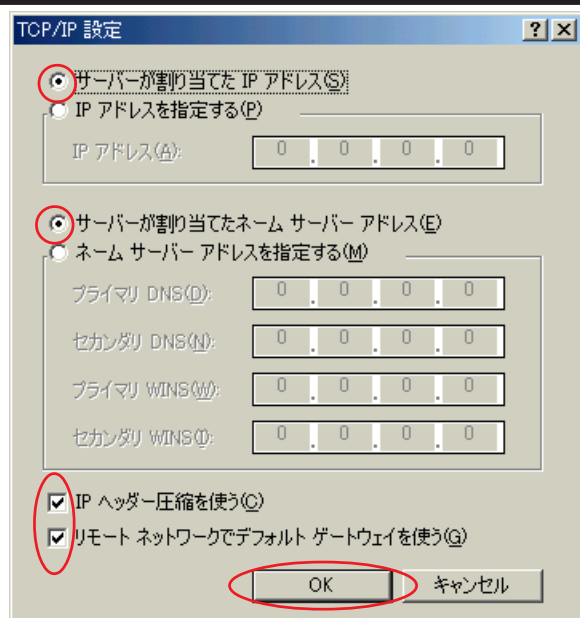 TCP/IP 設定
サーバーが割り当てた IP アドレス(S)
IP アドレスを指定する(P)
IP アドレス(A): 0 . 0 . 0 . 0
サーバーが割り当てたネーム サーバー アドレス(E)
ネーム サーバー アドレスを指定する(M)
プライマリ DNS(D): 0 . 0 . 0 . 0
セカンダリ DNS(N): 0 . 0 . 0 . 0
プライマリ WINS(W): 0 . 0 . 0 . 0
セカンダリ WINS(I): 0 . 0 . 0 . 0
IP ヘッダー圧縮を使う(C)
リモート ネットワークでデフォルト ゲートウェイを使う(G)
OK キャンセル